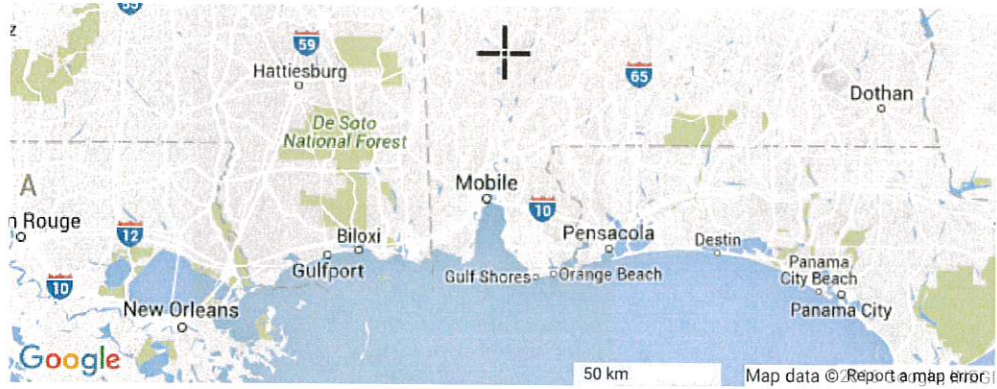 55
59
Hattiesburg
65
Dothan
De Soto
National Forest
A
Mobile
n Rouge
12
10
Pensacola
Biloxi
Destin
Gulfport
Gulf Shores
Orange Beach
Panama
City Beach
10
New Orleans
Panama City
Google
50 km
Map data ©
Report a map error